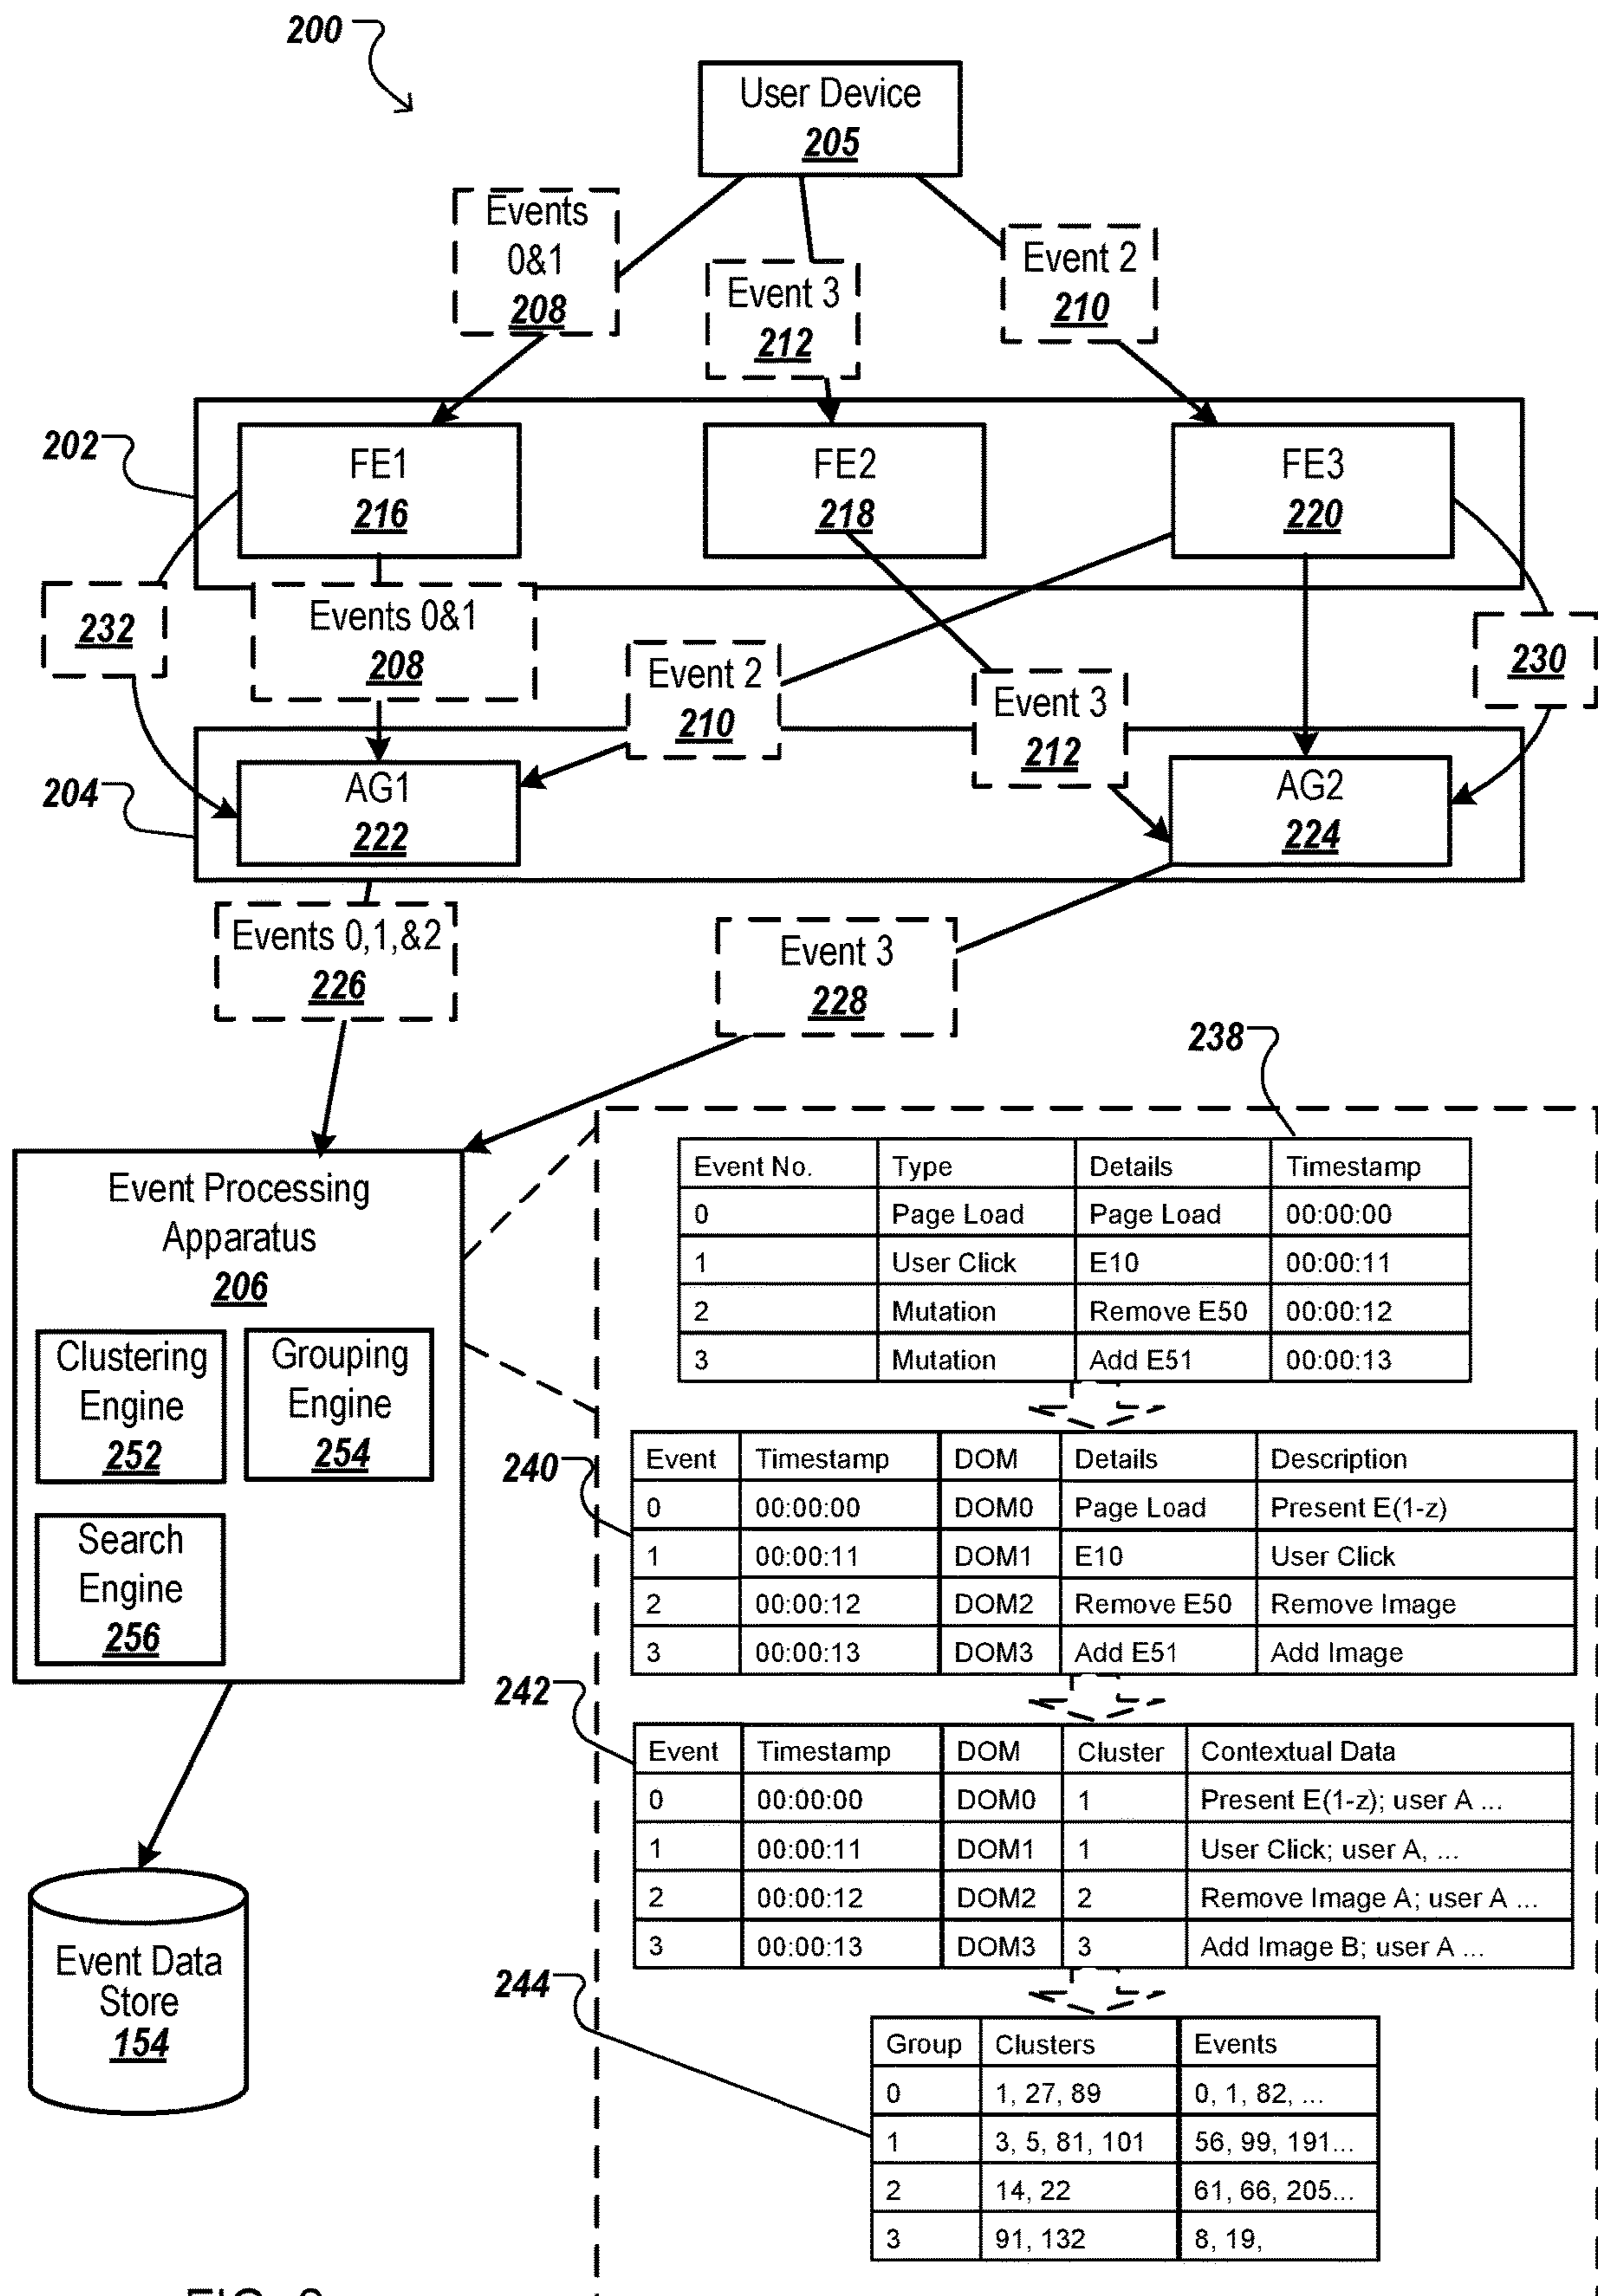 200
User Device
205
Events
0&1
208
Event 3
212
Event 2
210
202
FE1
216
FE2
218
FE3
220
232
Events 0&1
208
Event 2
210
Event 3
212
230
204
AG1
222
AG2
224
Events 0,1,&2
226
Event 3
228
238
Event Processing
Apparatus
206
Clustering
Engine
252
Grouping
Engine
254
Search
Engine
256
Event Data
Store
154
Event No. Type Details Timestamp
0 Page Load Page Load 00:00:00
1 User Click E10 00:00:11
2 Mutation Remove E50 00:00:12
3 Mutation Add E51 00:00:13
240
Event Timestamp DOM Details Description
0 00:00:00 DOM0 Page Load Present E(1-z)
1 00:00:11 DOM1 E10 User Click
2 00:00:12 DOM2 Remove E50 Remove Image
3 00:00:13 DOM3 Add E51 Add Image
242
Event Timestamp DOM Cluster Contextual Data
0 00:00:00 DOM0 1 Present E(1-z); user A ...
1 00:00:11 DOM1 1 User Click; user A, ...
2 00:00:12 DOM2 2 Remove Image A; user A ...
3 00:00:13 DOM3 3 Add Image B; user A ...
244
Group Clusters Events
0 1, 27, 89 0, 1, 82, ...
1 3, 5, 81, 101 56, 99, 191...
2 14, 22 61, 66, 205...
3 91, 132 8, 19,